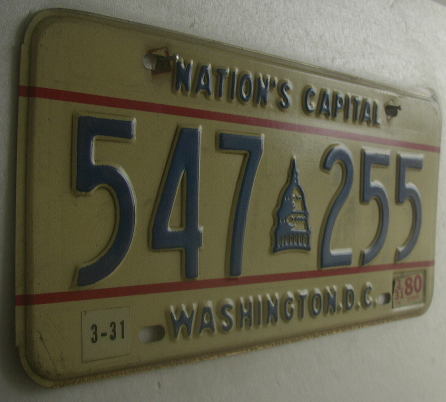 NATION'S CAPITAL
547 255
WASHINGTON, D.C.
3-31
80